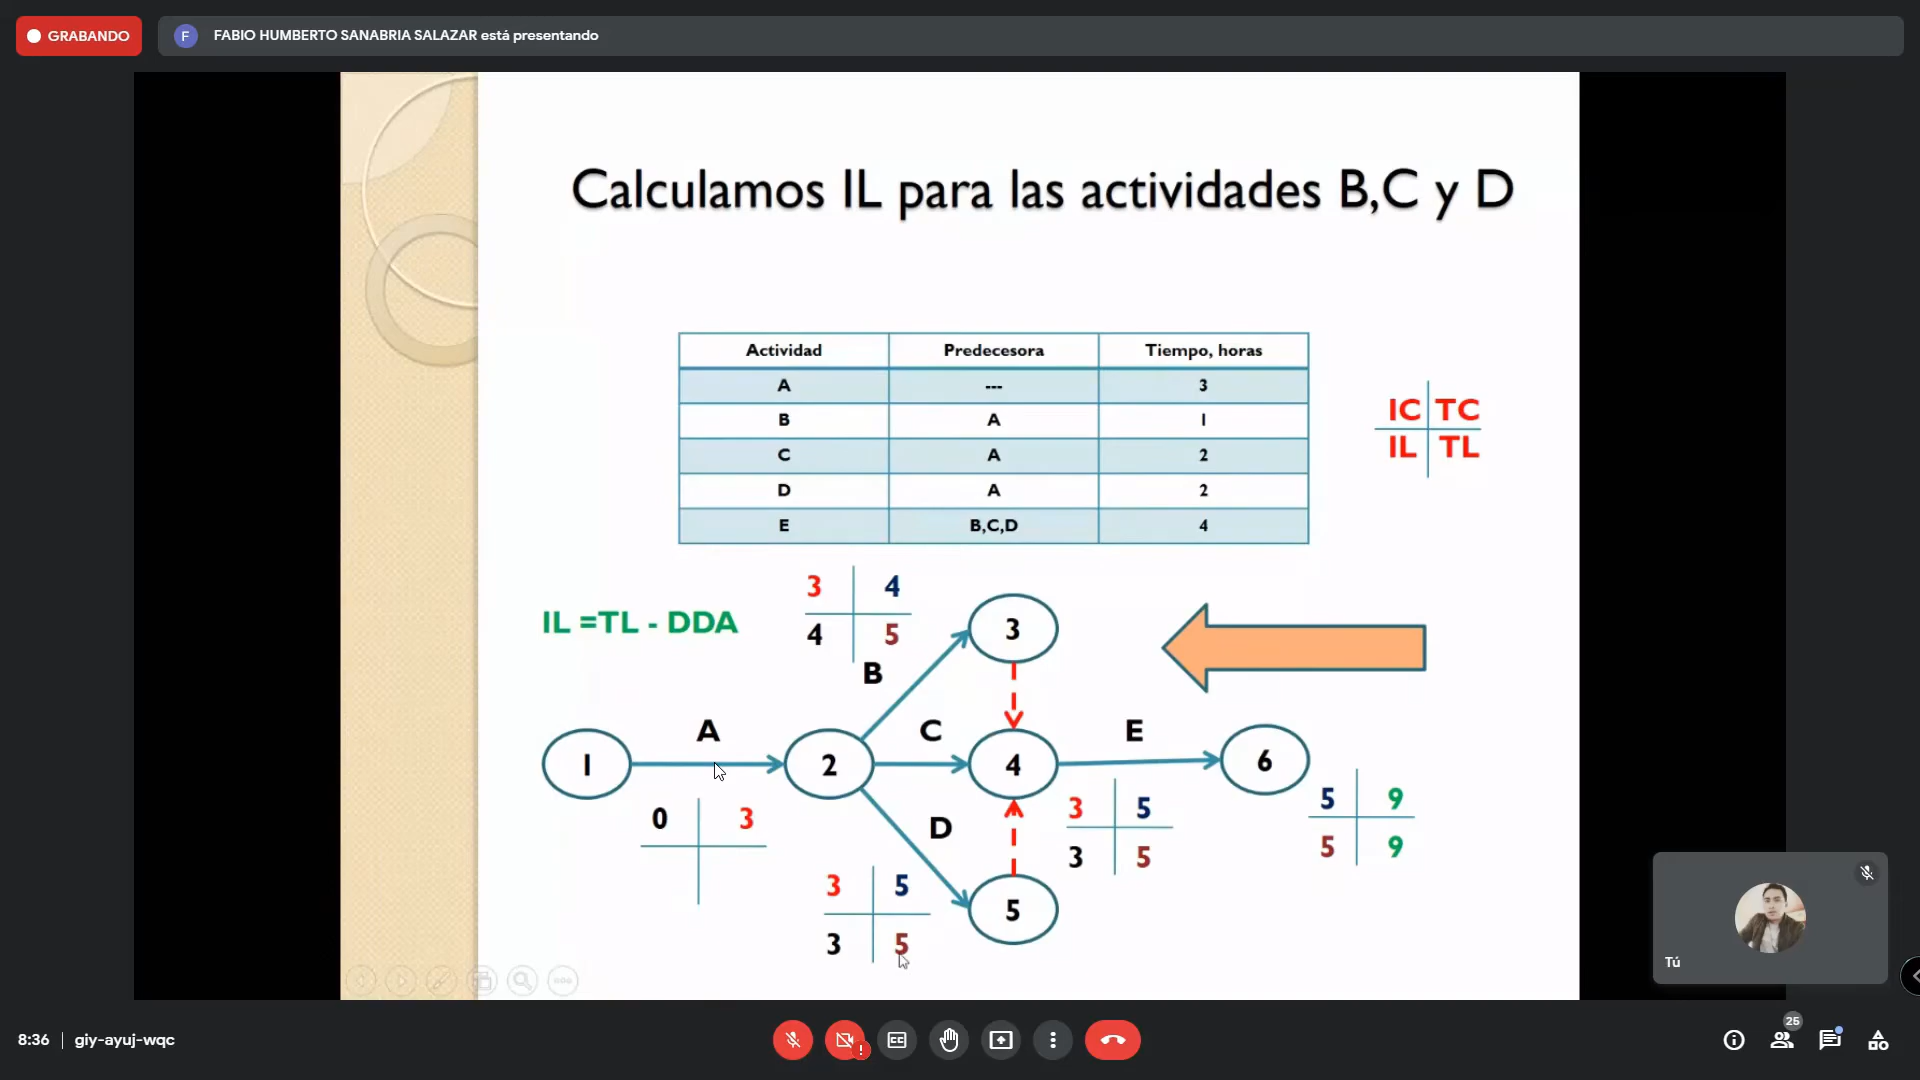 GRABANDO
F FABIO HUMBERTO SANABRIA SALAZAR está presentando
Calculamos IL para las actividades B,C y D
Actividad Predecesora Tiempo, horas
A --- 3
B A 1
C A 2
D A 2
E B,C,D 4
IC TC
IL TL
IL =TL - DDA
3 4
4 5
B
3
A
C
E
1
2
4
6
0 3
D
3 5
3 5
5 9
5 9
3 5
3 5
5
Tú
8:36 giy-ayuj-wqc
CC
!
25